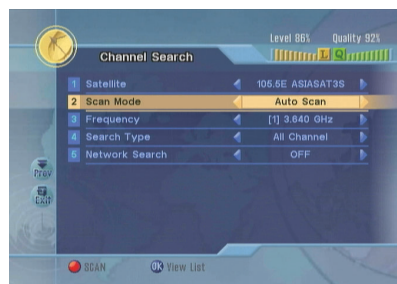 Level 86% Quality 92%
Channel Search
L Q
1 Satellite 105.5E ASIASAT3S
2 Scan Mode Auto Scan
3 Frequency [1] 3.640 GHz
4 Search Type All Channel
5 Network Search OFF
Prev
Exit
SCAN OK View List